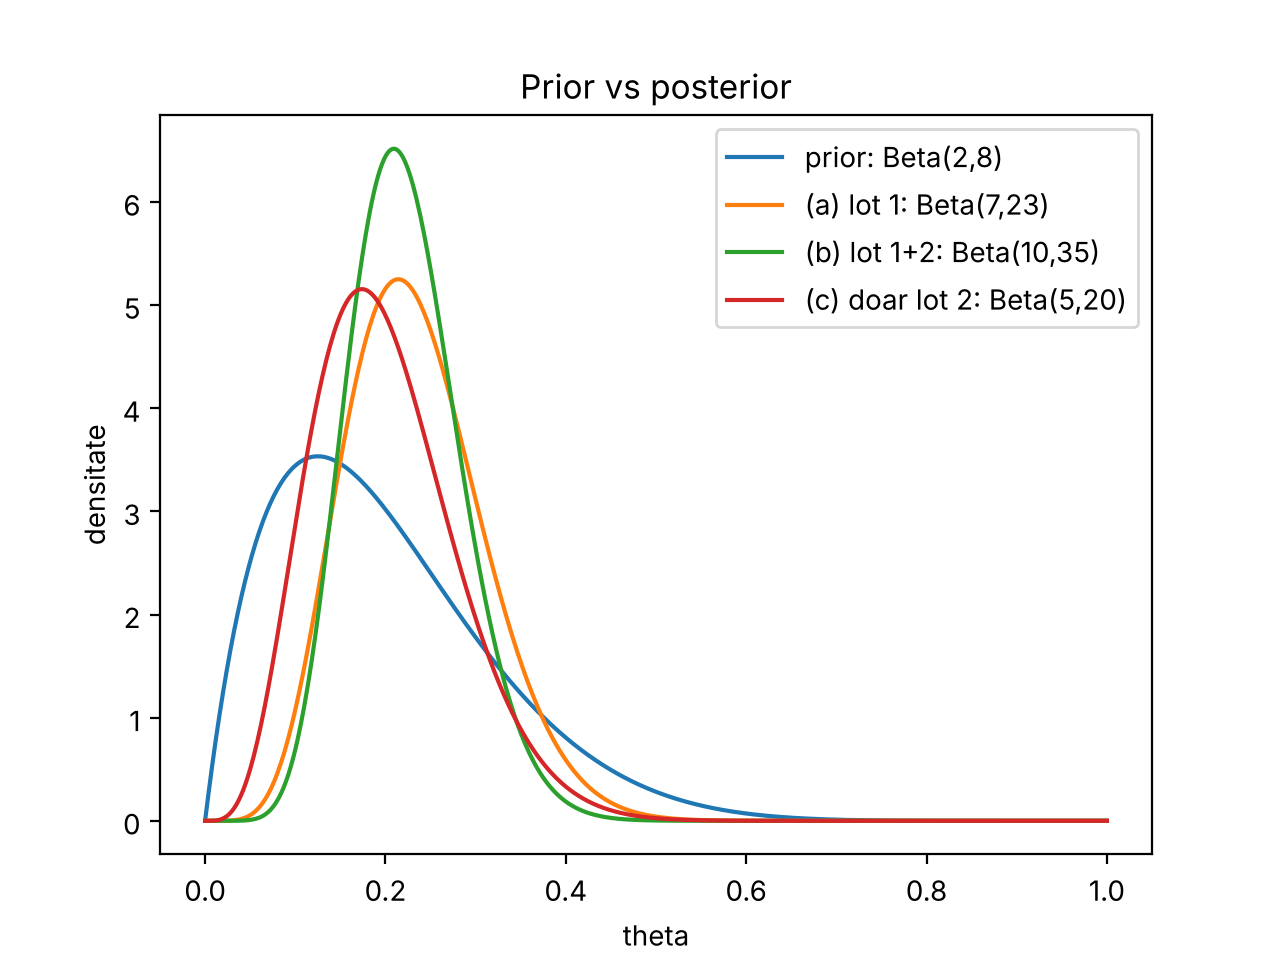 Prior vs posterior
prior: Beta(2,8)
(a) lot 1: Beta(7,23)
(b) lot 1+2: Beta(10,35)
(c) doar lot 2: Beta(5,20)
densitate
6
5
4
3
2
1
0
0.0 0.2 0.4 0.6 0.8 1.0
theta